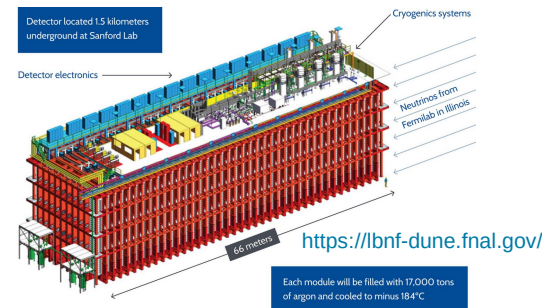 Detector located 1.5 kilometers
underground at Sanford Lab
Cryogenics systems
Detector electronics
Neutrinos from
Fermilab in Illinois
66 meters
https://lbnf-dune.fnal.gov/
Each module will be filled with 17,000 tons
of argon and cooled to minus 184°C